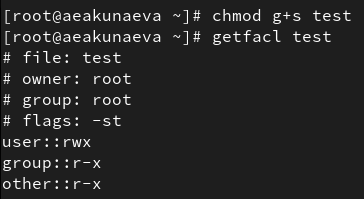 [root@aeakunaeva ~]# chmod g+s test
[root@aeakunaeva ~]# getfacl test
# file: test
# owner: root
# group: root
# flags: -st
user::rwx
group::r-x
other::r-x